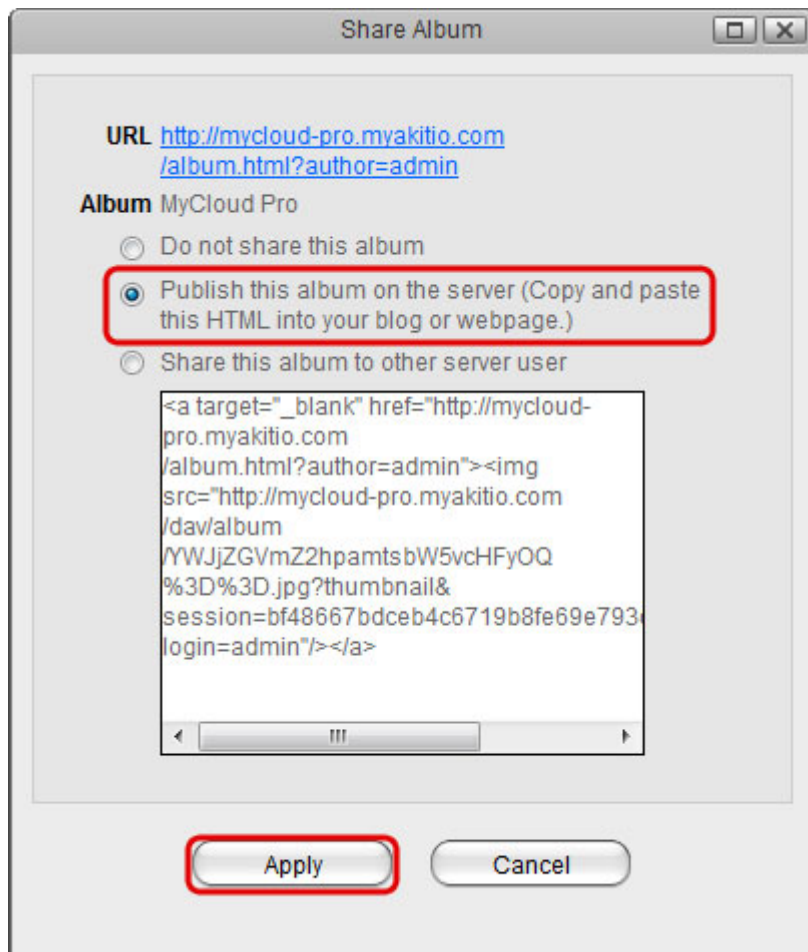 Share Album
URL http://mycloud-pro.myakitio.com
/album.html?author=admin
Album MyCloud Pro
Do not share this album
Publish this album on the server (Copy and paste
this HTML into your blog or webpage.)
Share this album to other server user
<a target="_blank" href="http://mycloud-
pro.myakitio.com
/album.html?author=admin"><img
src="http://mycloud-pro.myakitio.com
/dav/album
/YWJjZGVmZ2hpamtsbW5vcHFyOQ
%3D%3D.jpg?thumbnail&
session=bf48667bdceb4c6719b8fe69e793
login=admin"/></a>
Apply Cancel